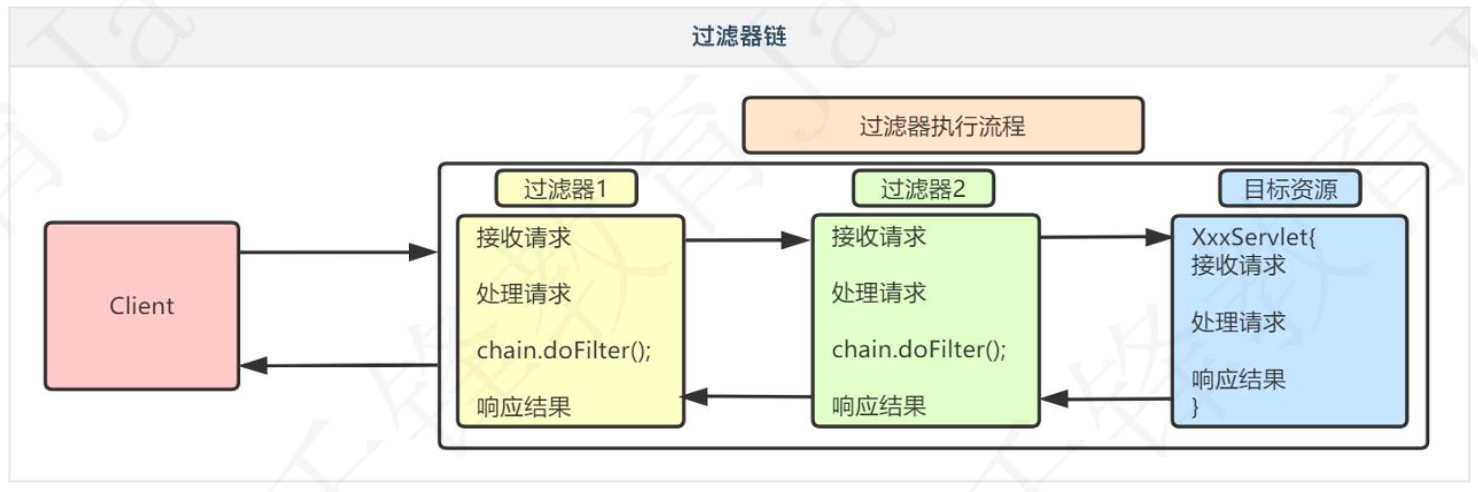 过滤器链
过滤器执行流程
Client
过滤器1
接收请求
处理请求
chain.doFilter();
响应结果
过滤器2
接收请求
处理请求
chain.doFilter();
响应结果
目标资源
XxxServlet{
接收请求
处理请求
响应结果
}